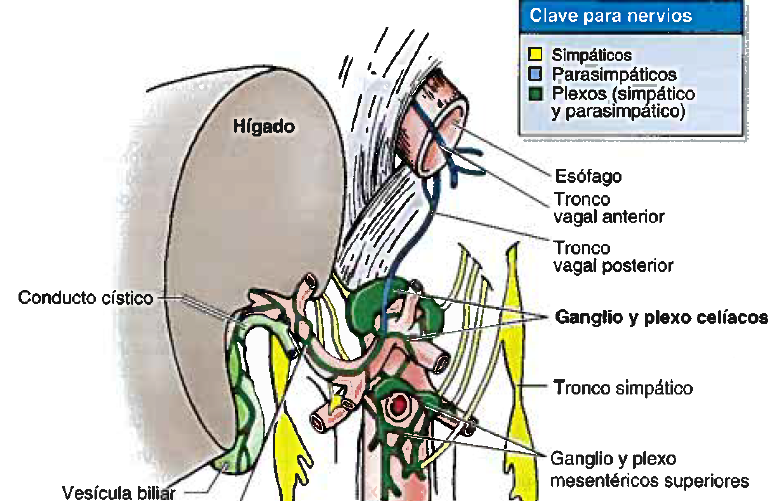 Clave para nervios
Simpáticos
Parasimpáticos
Plexos (simpático
y parasimpático)
Hígado
Esófago
Tronco
vagal anterior
Tronco
vagal posterior
Conducto cístico
Ganglio y plexo celíacos
Tronco simpático
Ganglio y plexo
mesentéricos superiores
Vesícula biliar